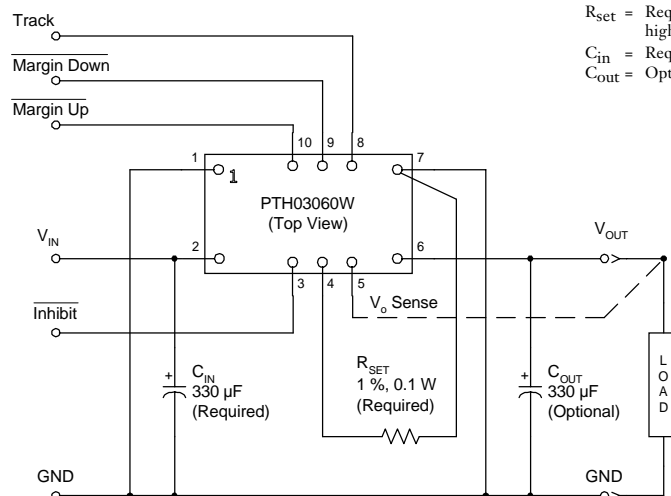 Track
Margin Down
Margin Up
R_set = Req
high
C_in = Req
C_out = Opt
10 9 8
1 7
1
PTH03060W
(Top View)
V_IN
2 6
V_OUT
3 4 5
V_o Sense
Inhibit
+ C_IN
330 µF
(Required)
R_SET
1 %, 0.1 W
(Required)
+ C_OUT
330 µF
(Optional)
L
O
A
D
GND GND